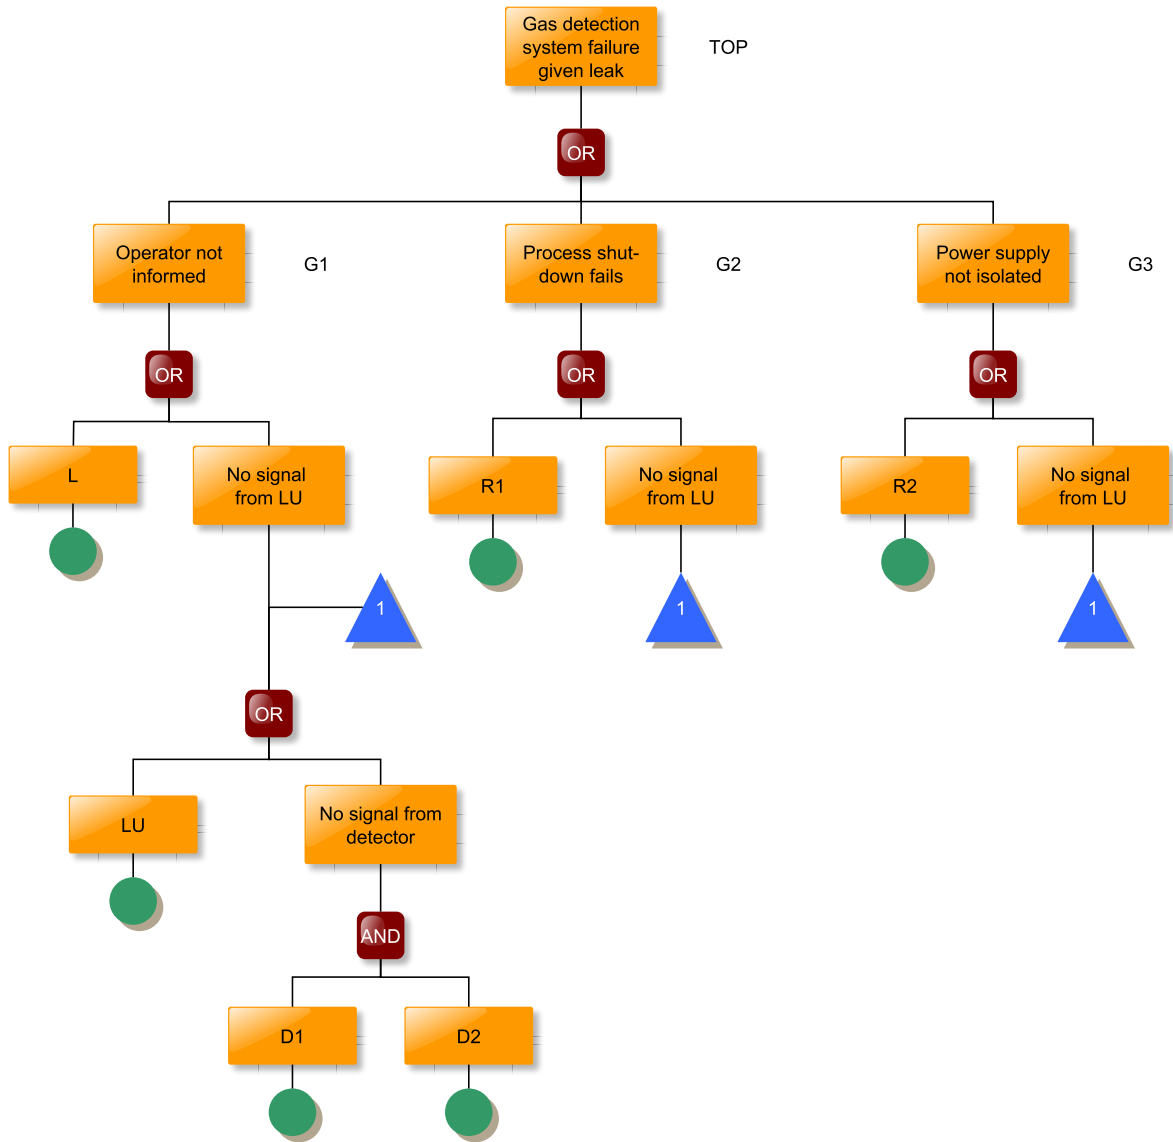 Gas detection
system failure
given leak
TOP
OR
Operator not
informed
G1
Process shut-
down fails
G2
Power supply
not isolated
G3
OR
OR
OR
L
No signal
from LU
R1
No signal
from LU
R2
No signal
from LU
1
1
1
OR
LU
No signal from
detector
AND
D1
D2